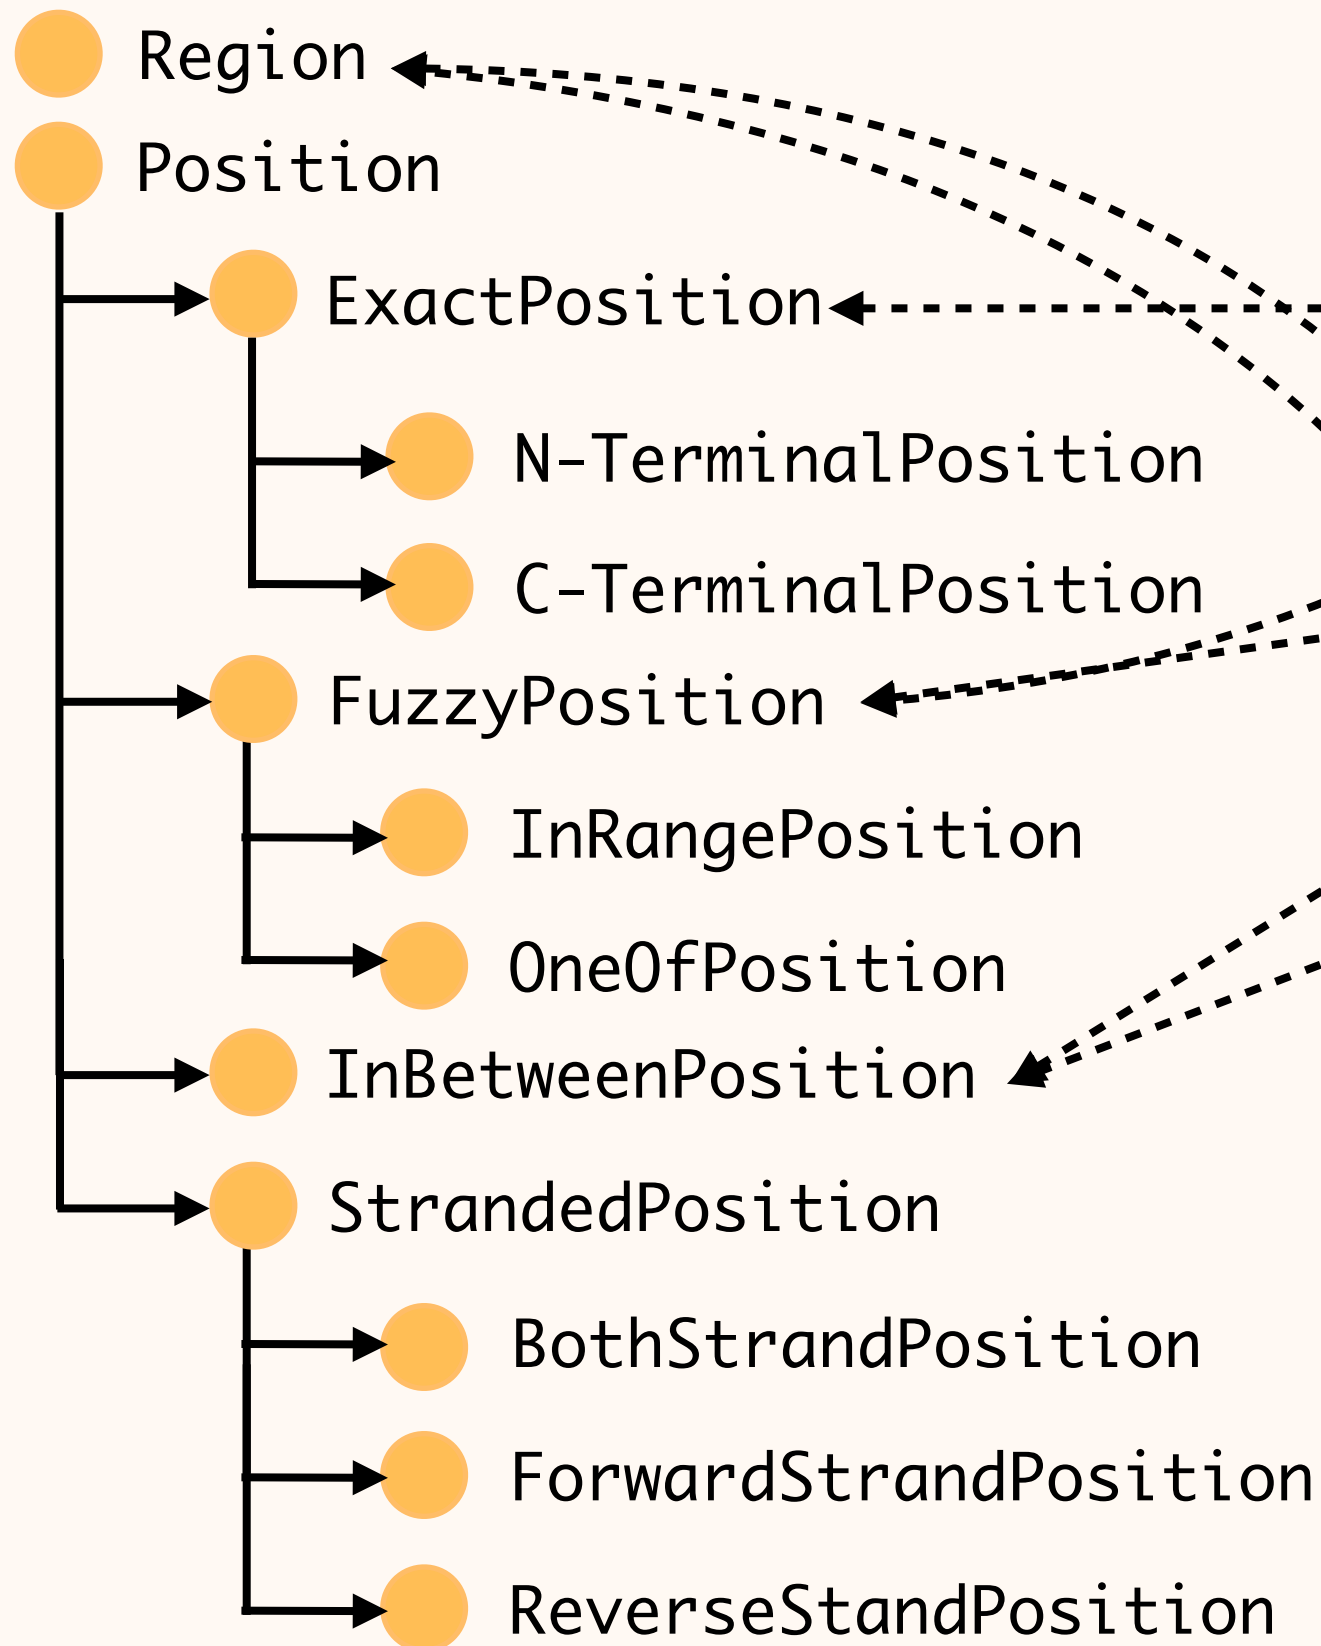 Region
Position
ExactPosition
N-TerminalPosition
C-TerminalPosition
FuzzyPosition
InRangePosition
OneOfPosition
InBetweenPosition
StrandedPosition
BothStrandPosition
ForwardStrandPosition
ReverseStandPosition